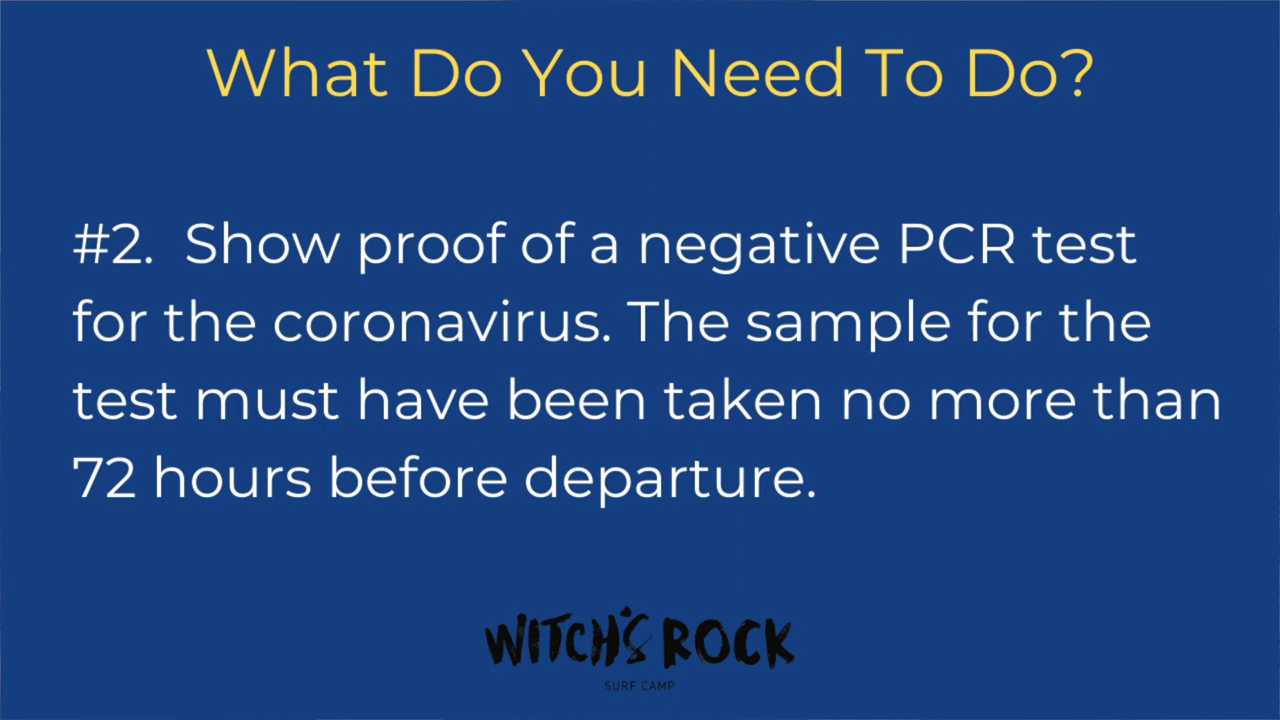 What Do You Need To Do?
#2. Show proof of a negative PCR test
for the coronavirus. The sample for the
test must have been taken no more than
72 hours before departure.
WITCH'S ROCK
SURF CAMP